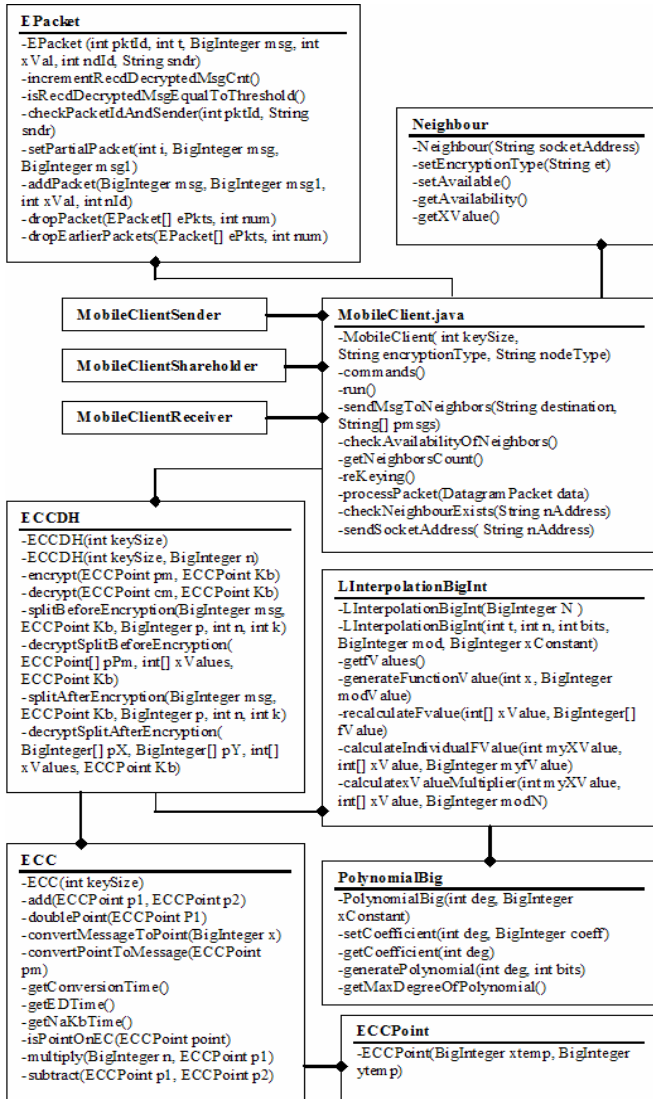 EPacket
-EPacket (int pktId, int t, BigInteger msg, int
xVal, int ndId, String sndr)
-incrementRecdDecryptedMsgCnt()
-isRecdDecryptedMsgEqualToThreshold()
-checkPacketIdAndSender(int pktId, String
sndr)
-setPartialPacket(int i, BigInteger msg,
BigInteger msg1)
-addPacket(BigInteger msg, BigInteger msg1,
int xVal, int nId)
-dropPacket(EPacket[] ePkts, int num)
-dropEarlierPackets(EPacket[] ePkts, int num)
Neighbour
-Neighbour(String socketAddress)
-setEncryptionType(String et)
-setAvailable()
-getAvailability()
-getXValue()
MobileClientSender
MobileClientShareholder
MobileClientReceiver
MobileClient.java
-MobileClient( int keySize,
String encryptionType, String nodeType)
-commands()
-run()
-sendMsgToNeighbors(String destination,
String[] pmsgs)
-checkAvailabilityOfNeighbors()
-getNeighborsCount()
-reKeying()
-processPacket(DatagramPacket data)
-checkNeighbourExists(String nAddress)
-sendSocketAddress( String nAddress)
ECCDH
-ECCDH(int keySize)
-ECCDH(int keySize, BigInteger n)
-encrypt(ECCPoint pm, ECCPoint Kb)
-decrypt(ECCPoint cm, ECCPoint Kb)
-splitBeforeEncryption(BigInteger msg,
ECCPoint Kb, BigInteger p, int n, int k)
-decryptSplitBeforeEncryption(
ECCPoint[] pPm, int[] xValues,
ECCPoint Kb)
-splitAfterEncryption(BigInteger msg,
ECCPoint Kb, BigInteger p, int n, int k)
-decryptSplitAfterEncryption(
BigInteger[] pX, BigInteger[] pY, int[]
xValues, ECCPoint Kb)
LInterpolationBigInt
-LInterpolationBigInt(BigInteger N )
-LInterpolationBigInt(int t, int n, int bits,
BigInteger mod, BigInteger xConstant)
-getfValues()
-generateFunctionValue(int x, BigInteger
modValue)
-recalculateFvalue(int[] xValue, BigInteger[]
fValue)
-calculateIndividualFValue(int myXValue,
int[] xValue, BigInteger myfValue)
-calculatexValueMultiplier(int myXValue,
int[] xValue, BigInteger modN)
ECC
-ECC(int keySize)
-add(ECCPoint p1, ECCPoint p2)
-doublePoint(ECCPoint P1)
-convertMessageToPoint(BigInteger x)
-convertPointToMessage(ECCPoint
pm)
-getConversionTime()
-getEDTime()
-getNaKbTime()
-isPointOnEC(ECCPoint point)
-multiply(BigInteger n, ECCPoint p1)
-subtract(ECCPoint p1, ECCPoint p2)
PolynomialBig
-PolynomialBig(int deg, BigInteger
xConstant)
-setCoefficient(int deg, BigInteger coeff)
-getCoefficient(int deg)
-generatePolynomial(int deg, int bits)
-getMaxDegreeOfPolynomial()
ECCPoint
-ECCPoint(BigInteger xtemp, BigInteger
ytemp)